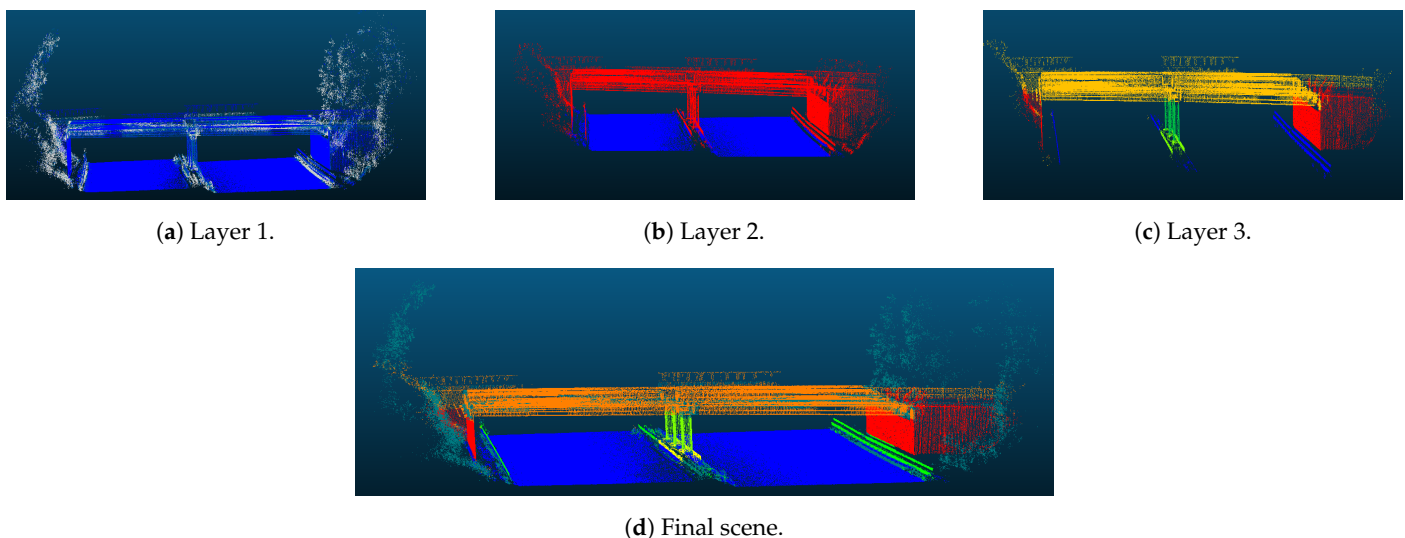 (a) Layer 1.
(b) Layer 2.
(c) Layer 3.
(d) Final scene.